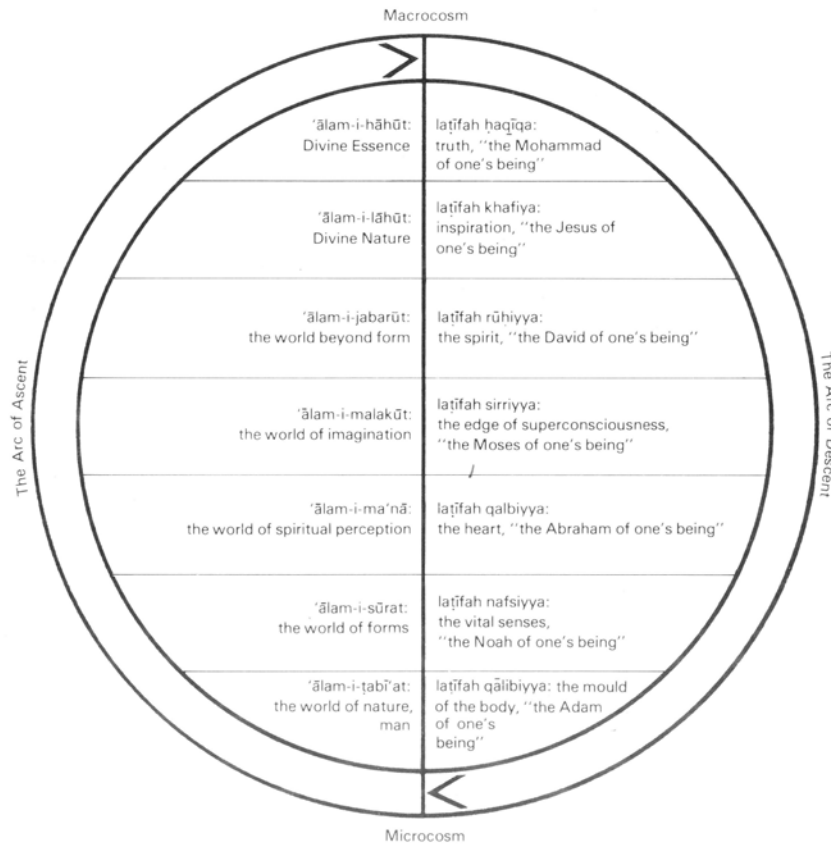 Macrocosm
'ālam-i-hāhūt:
Divine Essence
laṭīfah ḥaqīqa:
truth, "the Mohammad
of one's being"
'ālam-i-lāhūt:
Divine Nature
laṭīfah khafiya:
inspiration, "the Jesus of
one's being"
'ālam-i-jabarūt:
the world beyond form
laṭīfah rūḥiyya:
the spirit, "the David of one's being"
The Arc of Ascent
The Arc of Descent
'ālam-i-malakūt:
the world of imagination
laṭīfah sirriyya:
the edge of superconsciousness,
"the Moses of one's being"
'ālam-i-ma'nā:
the world of spiritual perception
laṭīfah qalbiyya:
the heart, "the Abraham of one's being"
'ālam-i-sūrat:
the world of forms
laṭīfah nafsiyya:
the vital senses,
"the Noah of one's being"
'ālam-i-ṭabī'at:
the world of nature,
man
laṭīfah qālibiyya: the mould
of the body, "the Adam
of one's
being"
Microcosm